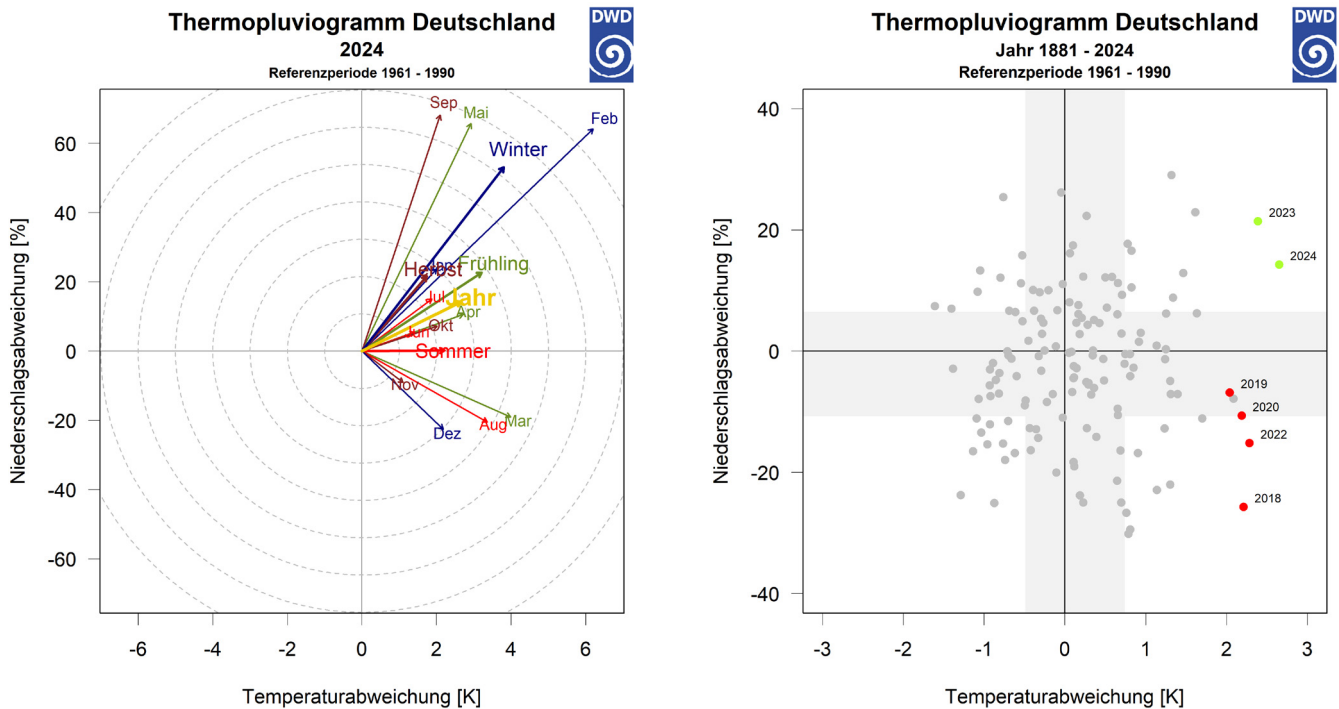 Thermopluviogramm Deutschland
2024
Referenzperiode 1961 - 1990
DWD
Niederschlagsabweichung [%]
60
40
20
0
-20
-40
-60
Sep
Mai
Feb
Winter
Jan
Herbst
Frühling
Jul
Jahr
Apr
Okt
Jun
Sommer
Nov
Mar
Aug
Dez
-6 -4 -2 0 2 4 6
Temperaturabweichung [K]
Thermopluviogramm Deutschland
Jahr 1881 - 2024
Referenzperiode 1961 - 1990
DWD
Niederschlagsabweichung [%]
40
20
0
-20
-40
2023
2024
2019
2020
2022
2018
-3 -2 -1 0 1 2 3
Temperaturabweichung [K]